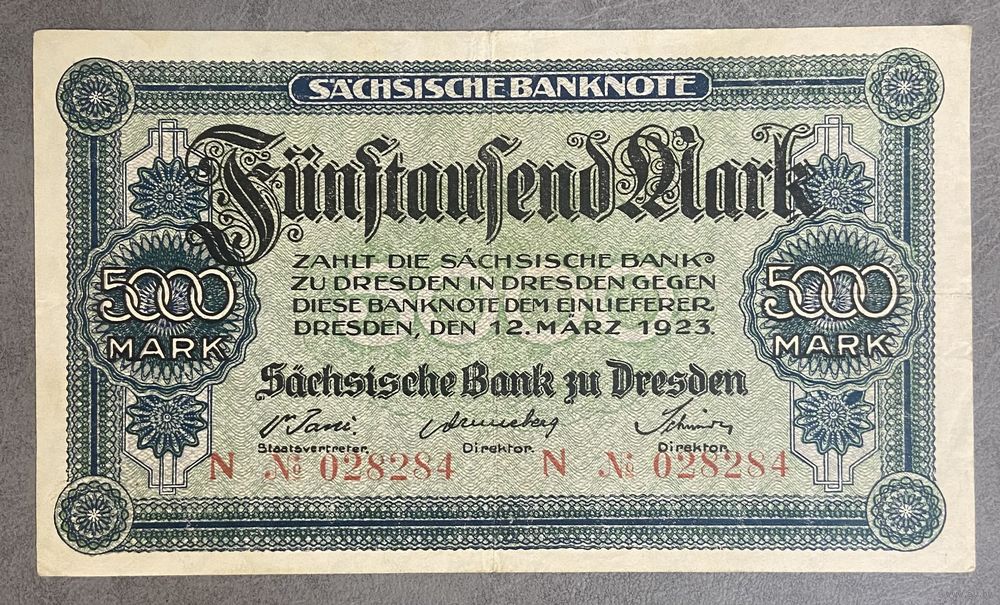 SÄCHSISCHE BANKNOTE
Fünftausend Mark
ZAHLT DIE SÄCHSISCHE BANK
ZU DRESDEN IN DRESDEN GEGEN
DIESE BANKNOTE DEM EINLIEFERER.
DRESDEN, DEN 12. MÄRZ 1923.
5000 MARK
5000 MARK
Sächsische Bank zu Dresden
Staatsvertreter. Direktor. Direktor.
N № 028284 N № 028284